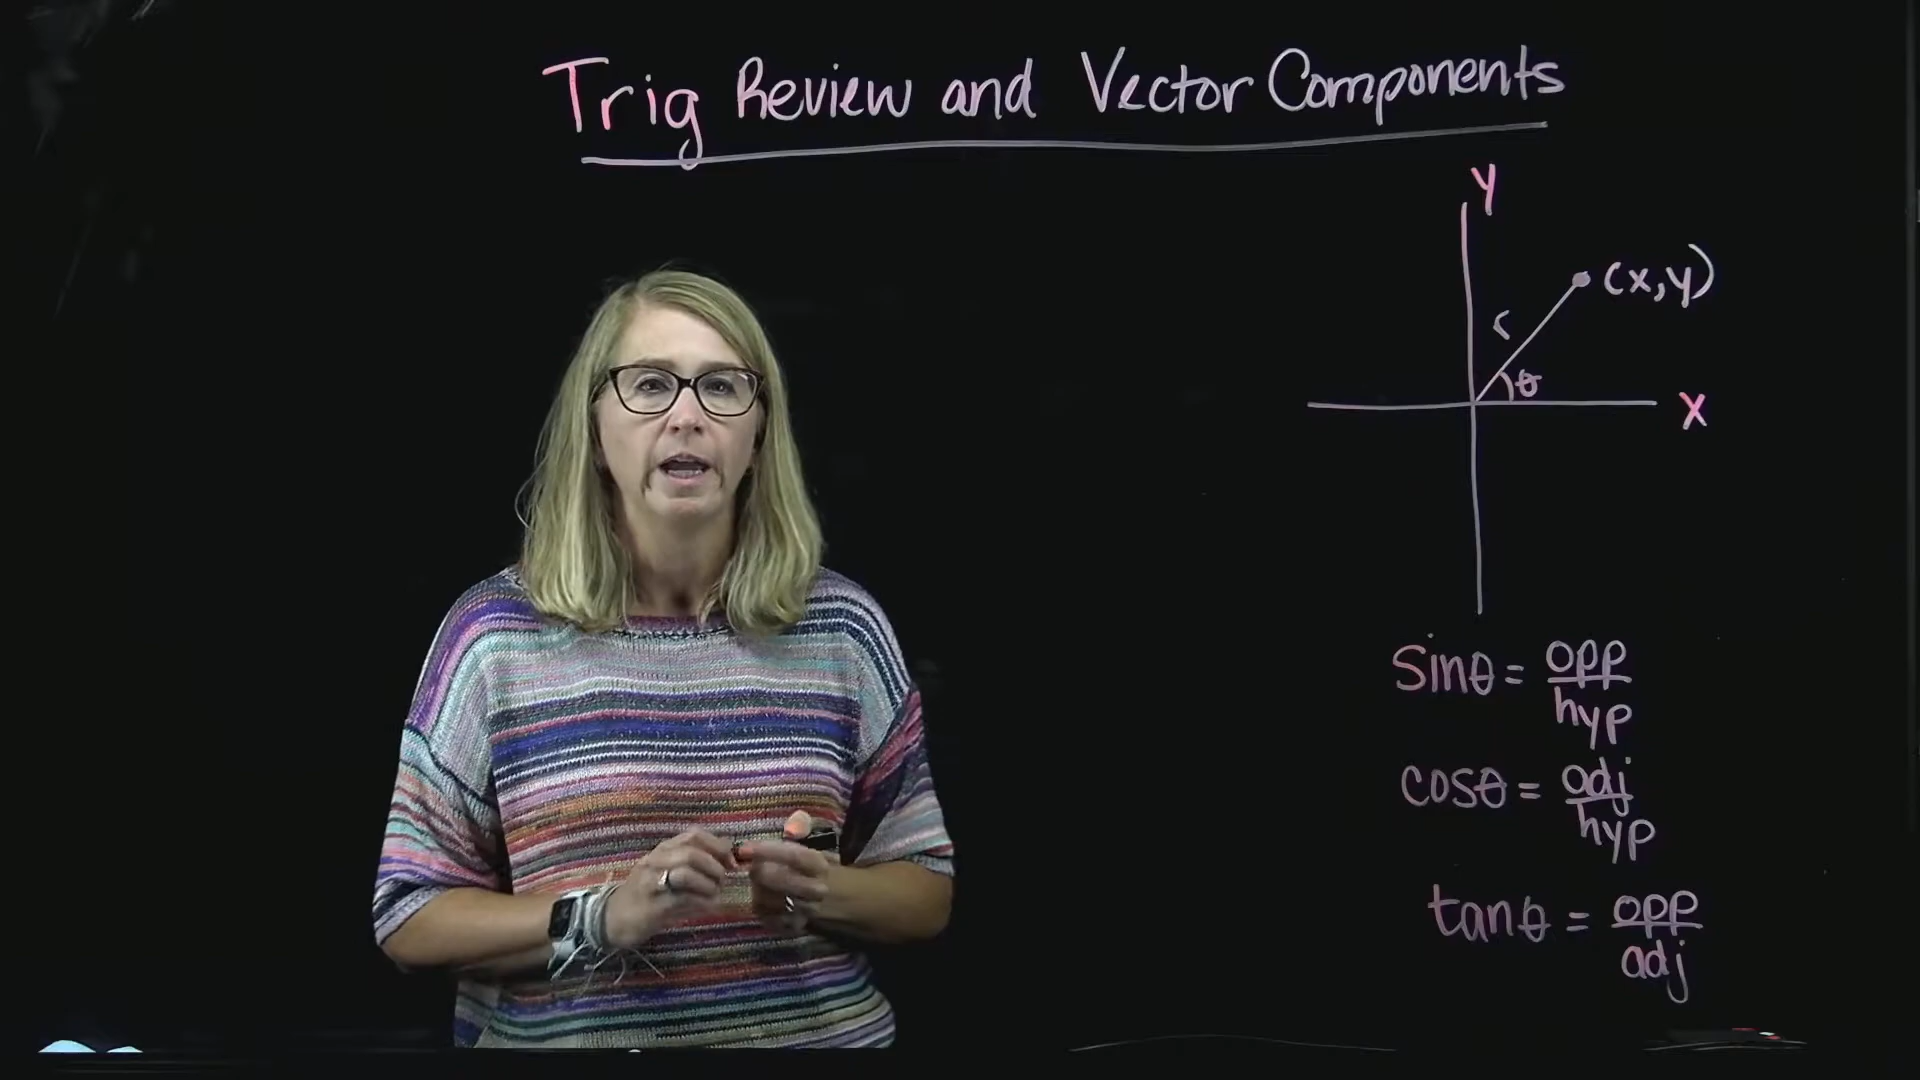 Trig Review and Vector Components
y
(x,y)
r
θ
x
sinθ = opp/hyp
cosθ = adj/hyp
tanθ = opp/adj